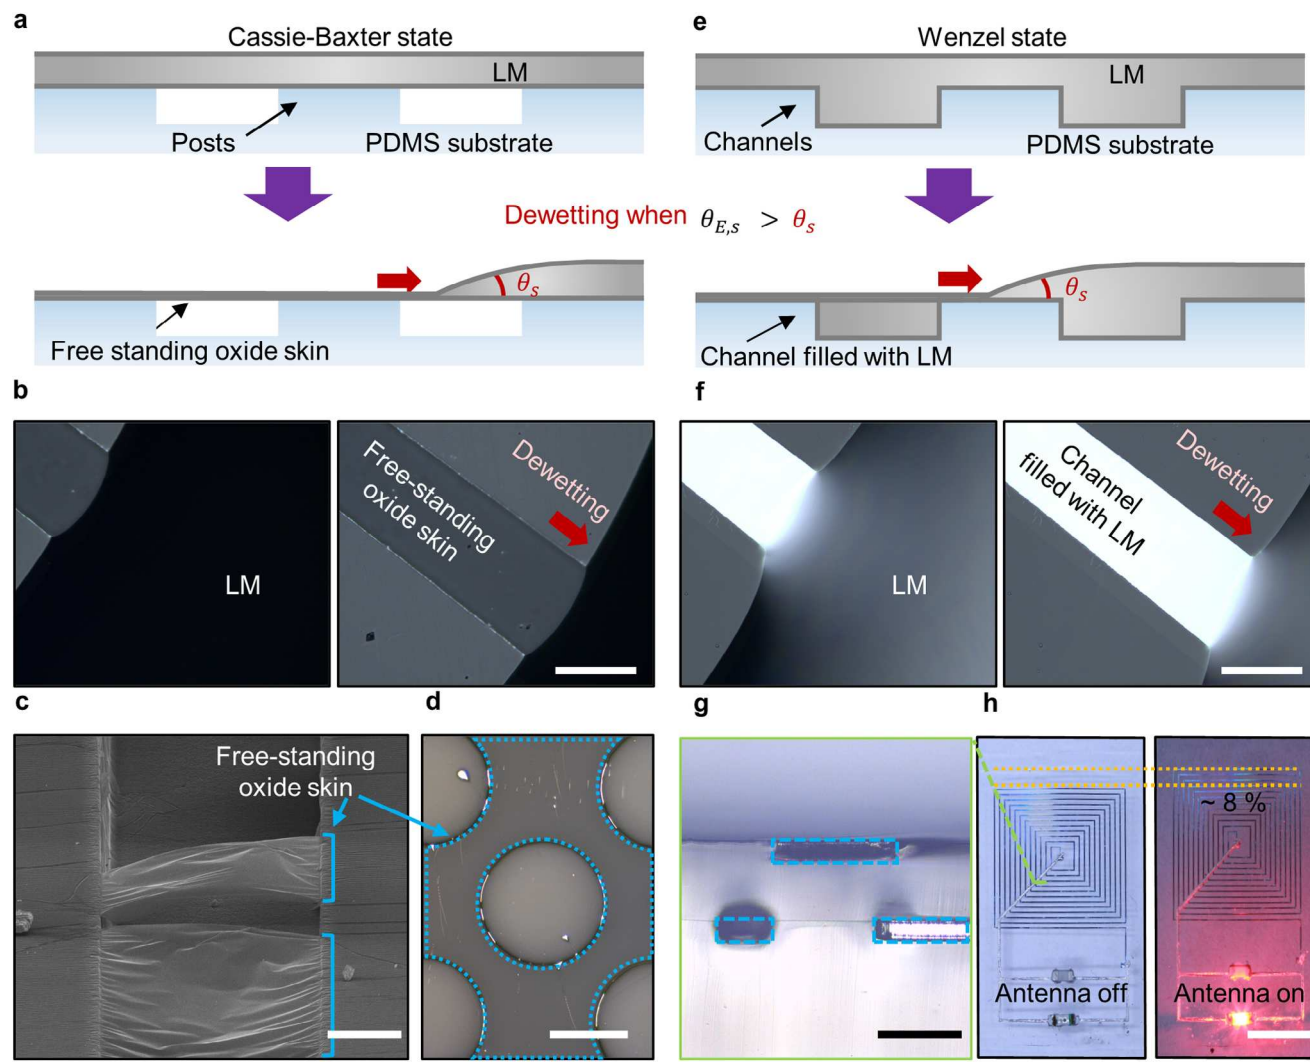 a
Cassie-Baxter state
LM
Posts
PDMS substrate
e
Wenzel state
LM
Channels
PDMS substrate
Dewetting when θE,s > θs
θs
Free standing oxide skin
θs
Channel filled with LM
b
LM
Free-standing
oxide skin
Dewetting
f
LM
Channel
filled with LM
Dewetting
c
Free-standing
oxide skin
d
g
h
~ 8 %
Antenna off
Antenna on